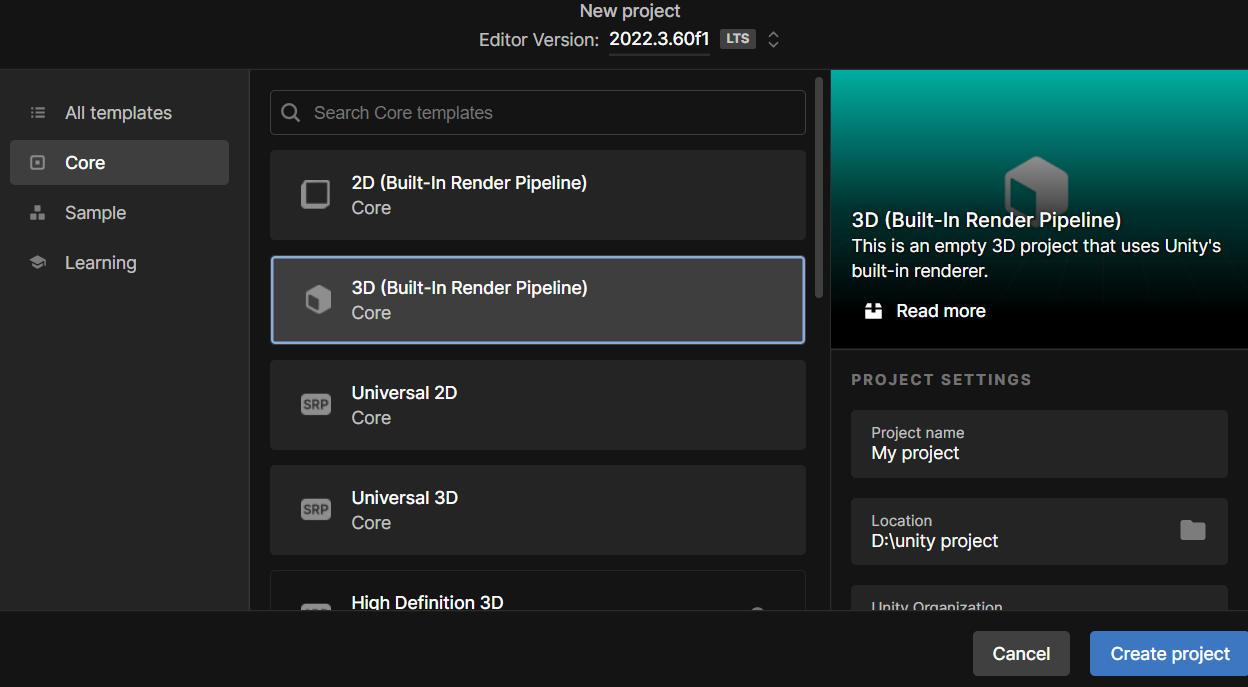 New project
Editor Version: 2022.3.60f1 LTS
All templates
Core
Sample
Learning
Search Core templates
2D (Built-In Render Pipeline)
Core
3D (Built-In Render Pipeline)
Core
SRP
Universal 2D
Core
SRP
Universal 3D
Core
High Definition 3D
3D (Built-In Render Pipeline)
This is an empty 3D project that uses Unity's
built-in renderer.
Read more
PROJECT SETTINGS
Project name
My project
Location
D:\unity project
Unity Organization
Cancel
Create project